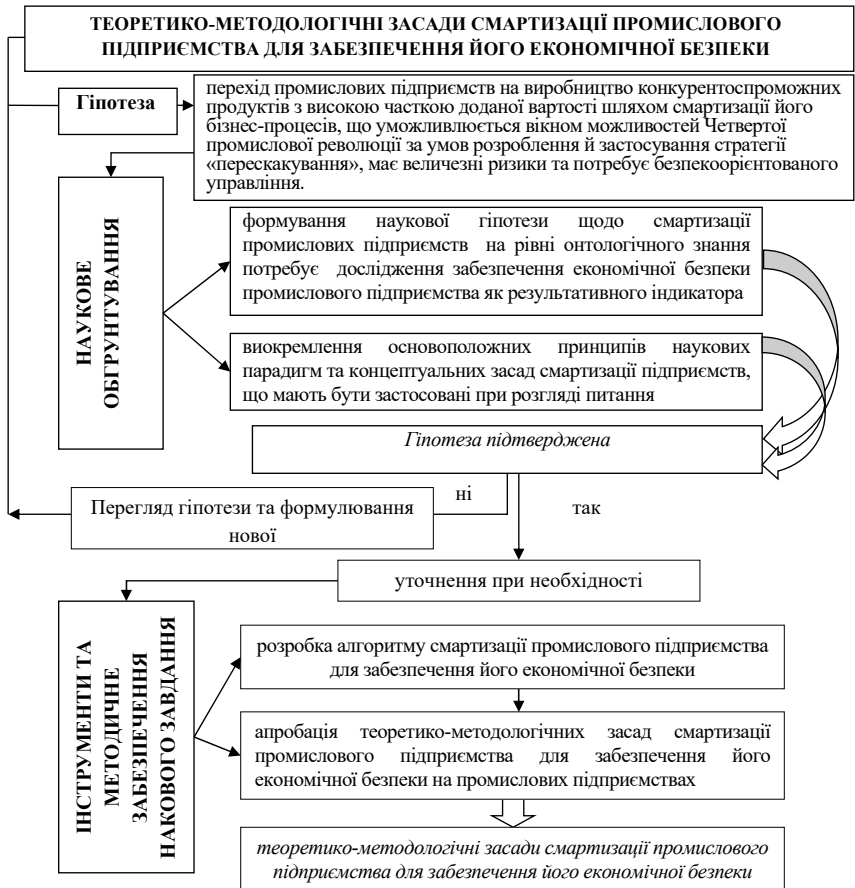 ТЕОРЕТИКО-МЕТОДОЛОГІЧНІ ЗАСАДИ СМАРТИЗАЦІЇ ПРОМИСЛОВОГО
ПІДПРИЄМСТВА ДЛЯ ЗАБЕЗПЕЧЕННЯ ЙОГО ЕКОНОМІЧНОЇ БЕЗПЕКИ
Гіпотеза
перехід промислових підприємств на виробництво конкурентоспроможних
продуктів з високою часткою доданої вартості шляхом смартизації його
бізнес-процесів, що уможливлюється вікном можливостей Четвертої
промислової революції за умов розроблення й застосування стратегії
«перескакування», має величезні ризики та потребує безпекоорієнтованого
управління.
НАУКОВЕ
ОБГРУНТУВАННЯ
формування наукової гіпотези щодо смартизації
промислових підприємств на рівні онтологічного знання
потребує дослідження забезпечення економічної безпеки
промислового підприємства як результативного індикатора
виокремлення основоположних принципів наукових
парадигм та концептуальних засад смартизації підприємств,
що мають бути застосовані при розгляді питання
Гіпотеза підтверджена
ні
так
Перегляд гіпотези та формулювання
нової
уточнення при необхідності
ІНСТРУМЕНТИ ТА
МЕТОДИЧНЕ
ЗАБЕЗПЕЧЕННЯ
НАКОВОГО ЗАВДАННЯ
розробка алгоритму смартизації промислового підприємства
для забезпечення його економічної безпеки
апробація теоретико-методологічних засад смартизації
промислового підприємства для забезпечення його
економічної безпеки на промислових підприємствах
теоретико-методологічні засади смартизації промислового
підприємства для забезпечення його економічної безпеки